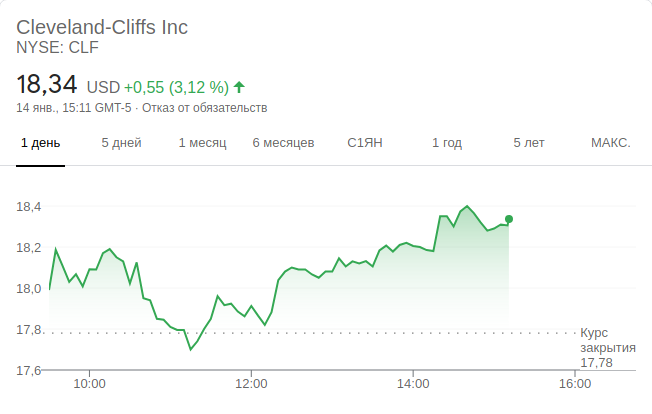 Cleveland-Cliffs Inc
NYSE: CLF
18,34 USD +0,55 (3,12 %)
14 янв., 15:11 GMT-5 · Отказ от обязательств
1 день 5 дней 1 месяц 6 месяцев С1ЯН 1 год 5 лет МАКС.
18,4
18,2
18,0
17,8
Курс
закрытия
17,78
17,6
10:00 12:00 14:00 16:00